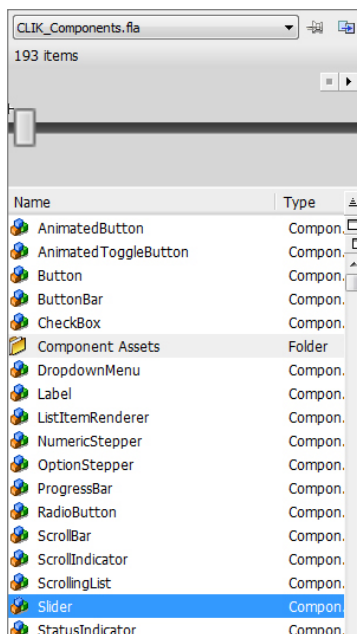 CLIK_Components.fla
193 items
Name Type
AnimatedButton Compon.
AnimatedToggleButton Compon.
Button Compon.
ButtonBar Compon.
CheckBox Compon.
Component Assets Folder
DropdownMenu Compon.
Label Compon.
ListItemRenderer Compon.
NumericStepper Compon.
OptionStepper Compon.
ProgressBar Compon.
RadioButton Compon.
ScrollBar Compon.
ScrollIndicator Compon.
ScrollingList Compon.
Slider Compon.
StatusIndicator Compon.